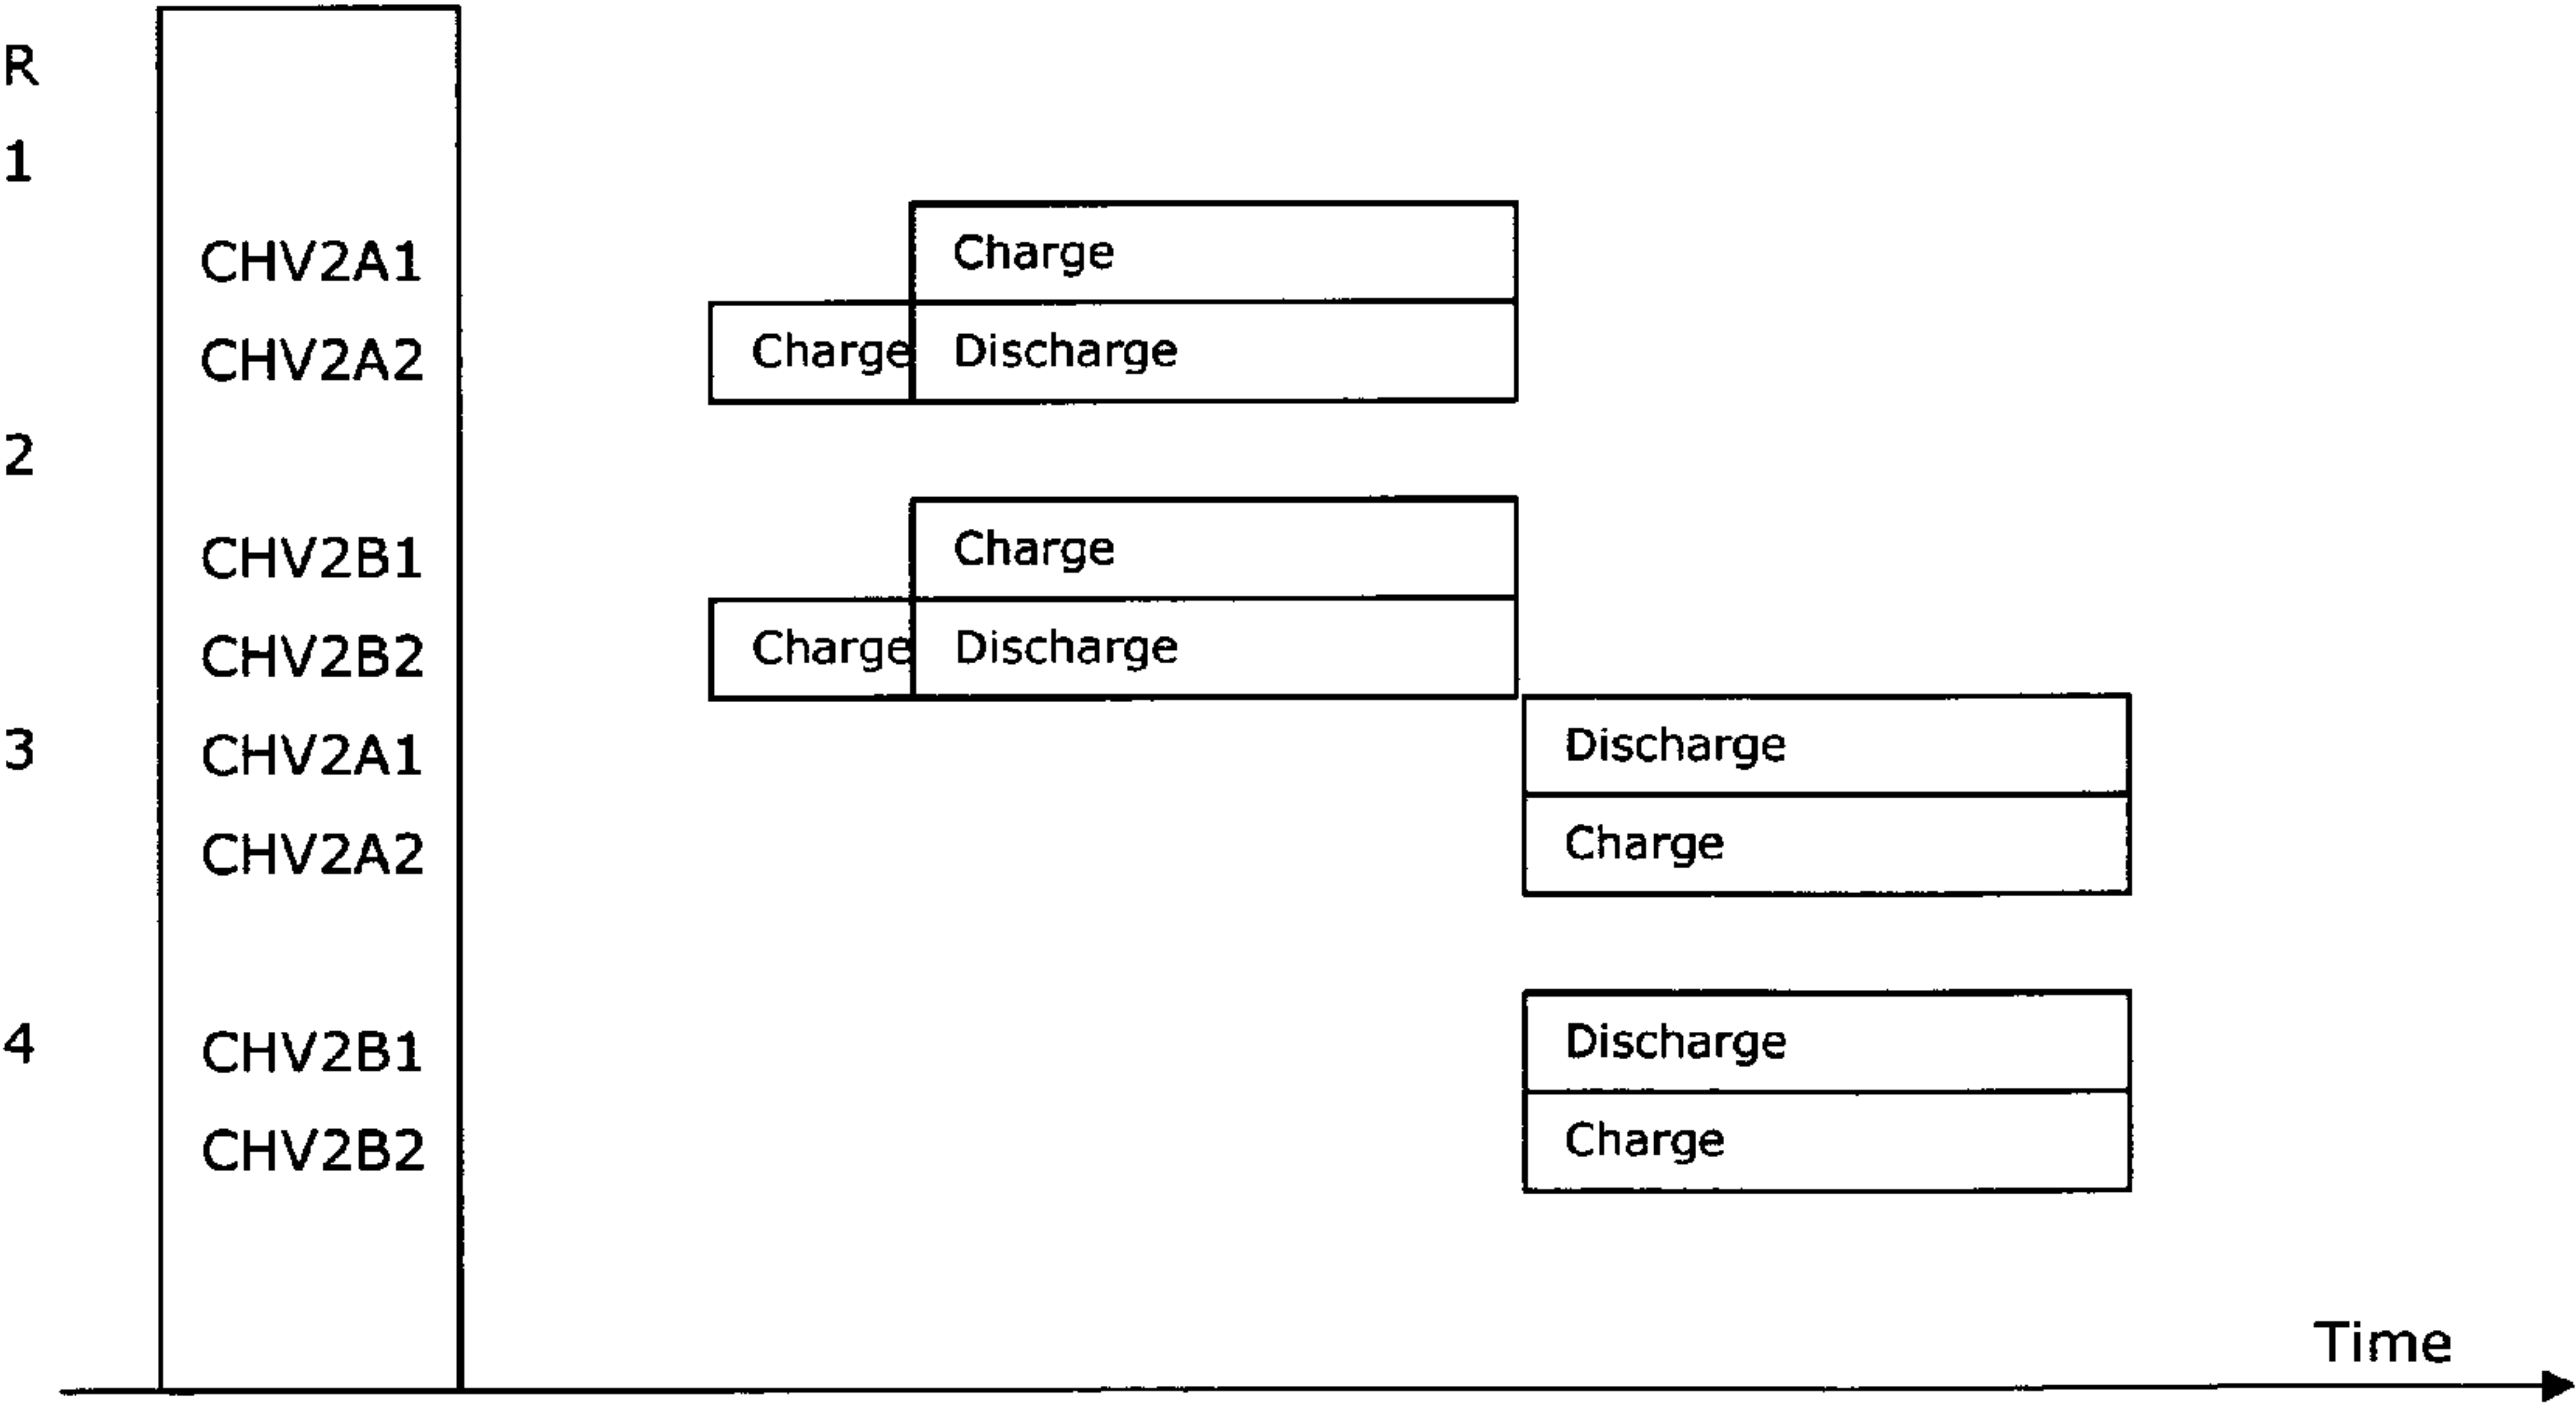 R
1
CHV2A1 Charge
CHV2A2 Charge Discharge
2
CHV2B1 Charge
CHV2B2 Charge Discharge
3 CHV2A1 Discharge
CHV2A2 Charge
4 CHV2B1 Discharge
CHV2B2 Charge
Time